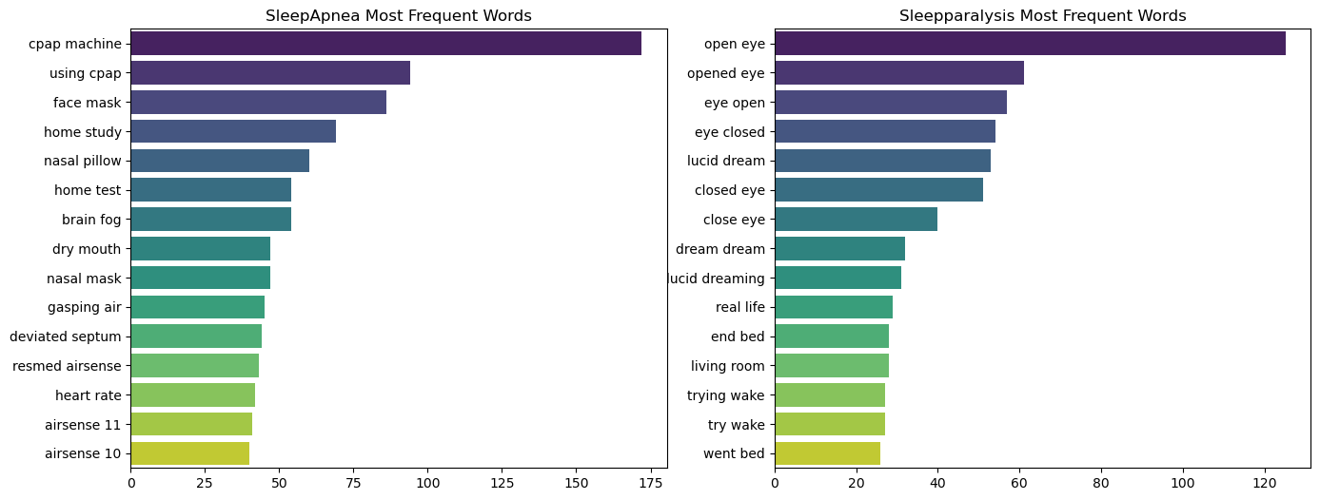 SleepApnea Most Frequent Words
cpap machine
using cpap
face mask
home study
nasal pillow
home test
brain fog
dry mouth
nasal mask
gasping air
deviated septum
resmed airsense
heart rate
airsense 11
airsense 10
0 25 50 75 100 125 150 175
Sleepparalysis Most Frequent Words
open eye
opened eye
eye open
eye closed
lucid dream
closed eye
close eye
dream dream
lucid dreaming
real life
end bed
living room
trying wake
try wake
went bed
0 20 40 60 80 100 120